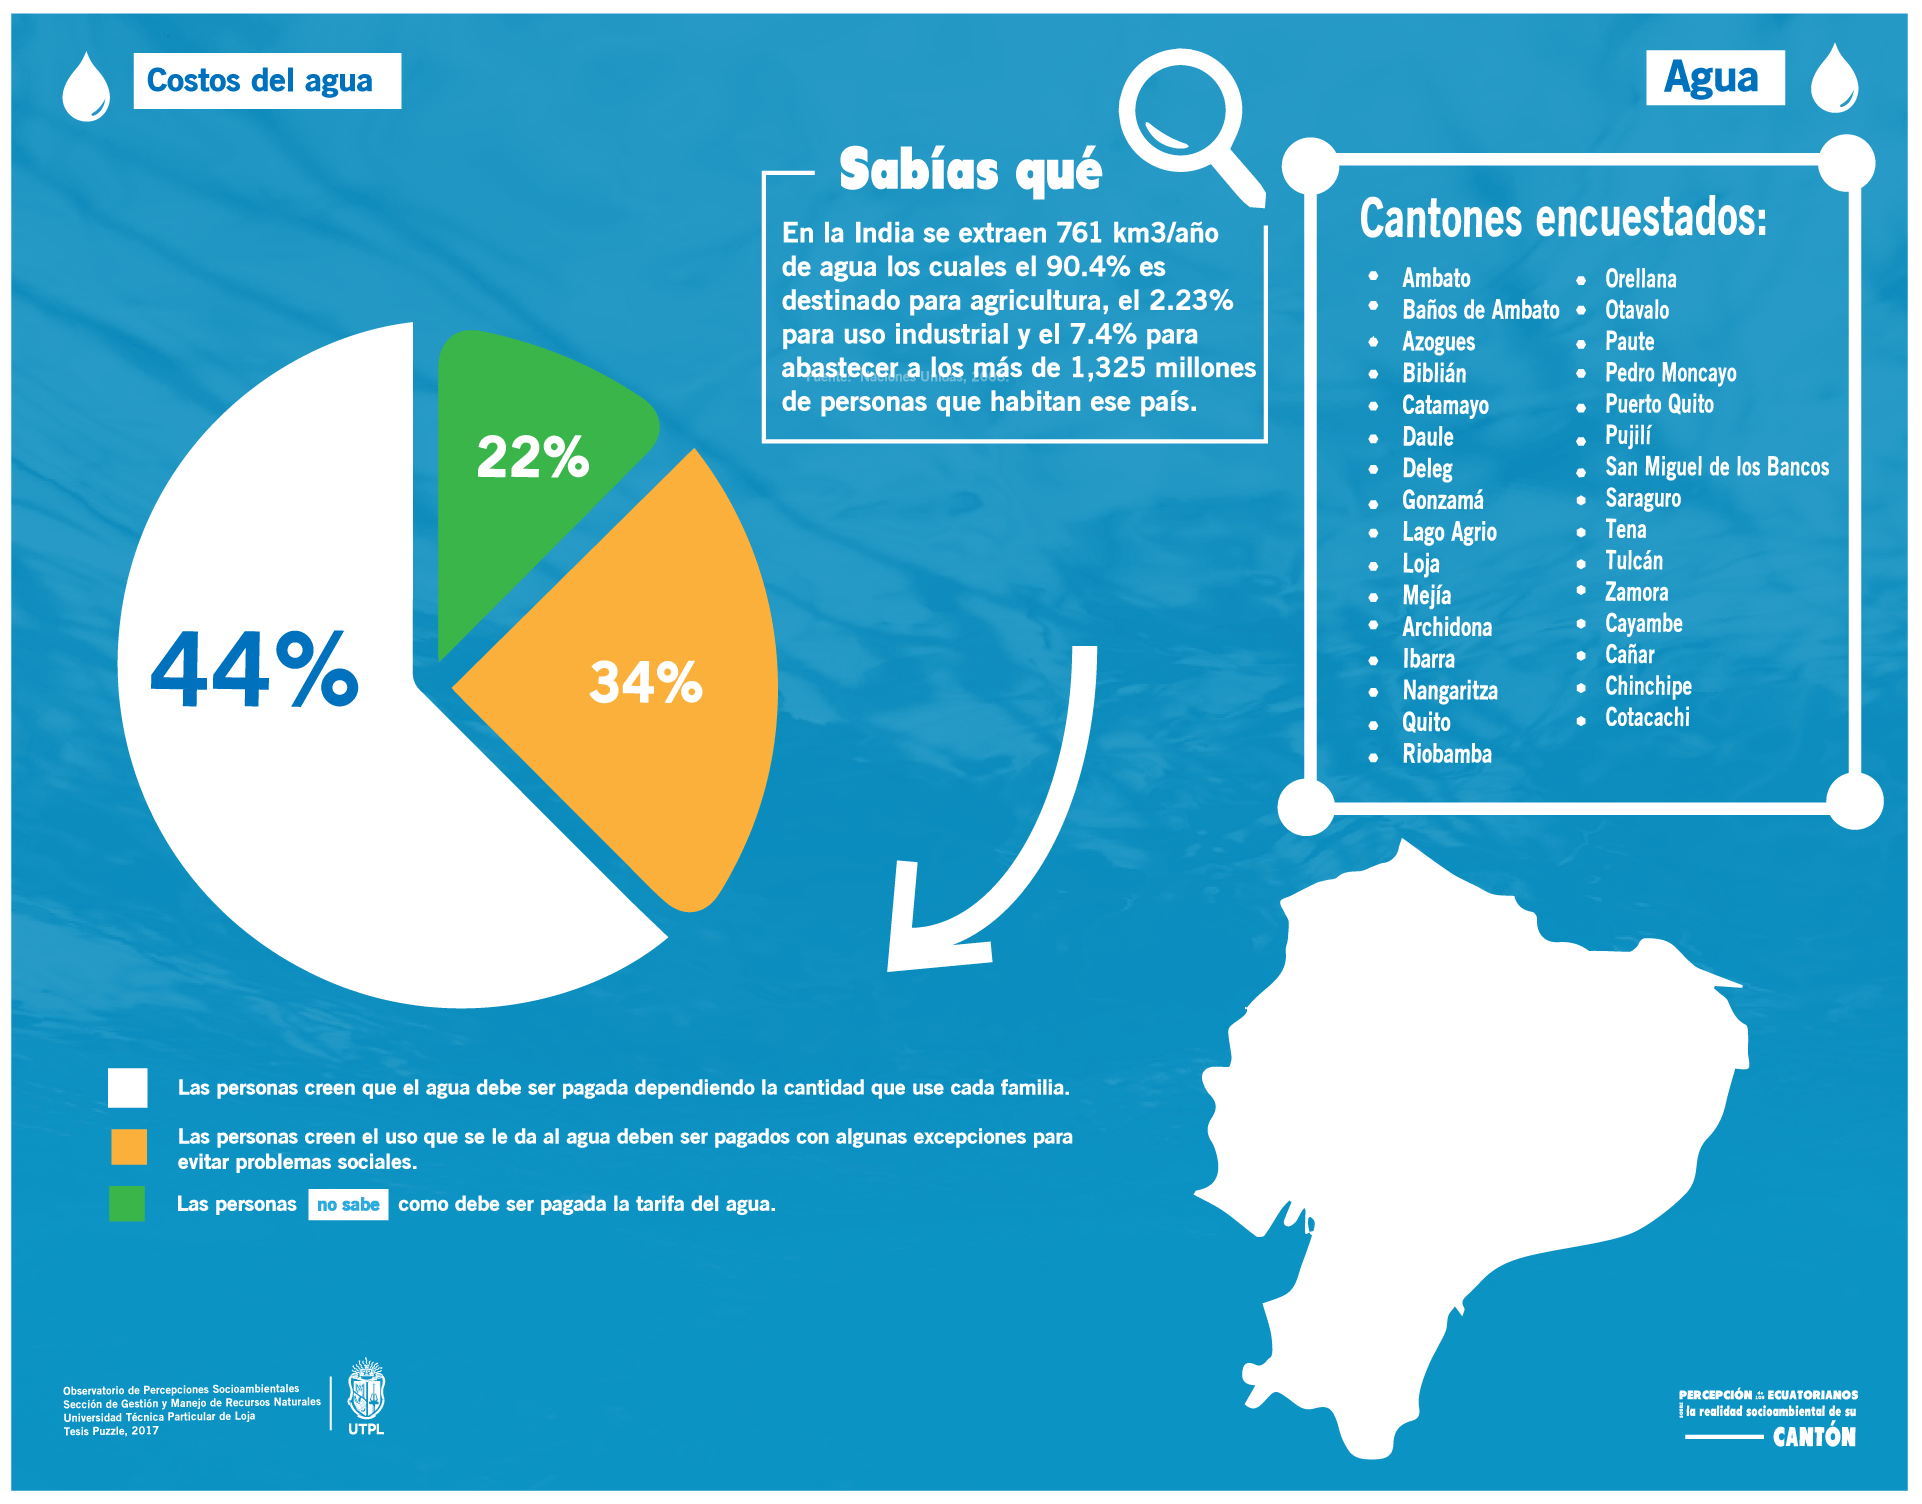 Costos del agua
Agua
Sabías qué
En la India se extraen 761 km3/año
de agua los cuales el 90.4% es
destinado para agricultura, el 2.23%
para uso industrial y el 7.4% para
abastecer a los más de 1,325 millones
Fuente: Naciones Unidas, 2008.
de personas que habitan ese país.
Cantones encuestados:
Ambato
Baños de Ambato
Azogues
Biblián
Catamayo
Daule
Deleg
Gonzamá
Lago Agrio
Loja
Mejía
Archidona
Ibarra
Nangaritza
Quito
Riobamba
Orellana
Otavalo
Paute
Pedro Moncayo
Puerto Quito
Pujilí
San Miguel de los Bancos
Saraguro
Tena
Tulcán
Zamora
Cayambe
Cañar
Chinchipe
Cotacachi
22%
34%
44%
Las personas creen que el agua debe ser pagada dependiendo la cantidad que use cada familia.
Las personas creen el uso que se le da al agua deben ser pagados con algunas excepciones para
evitar problemas sociales.
Las personas no sabe como debe ser pagada la tarifa del agua.
Observatorio de Percepciones Socioambientales
Sección de Gestión y Manejo de Recursos Naturales
Universidad Técnica Particular de Loja
Tesis Puzzle, 2017
UTPL
PERCEPCIÓN de los ECUATORIANOS
sobre la realidad socioambiental de su
CANTÓN